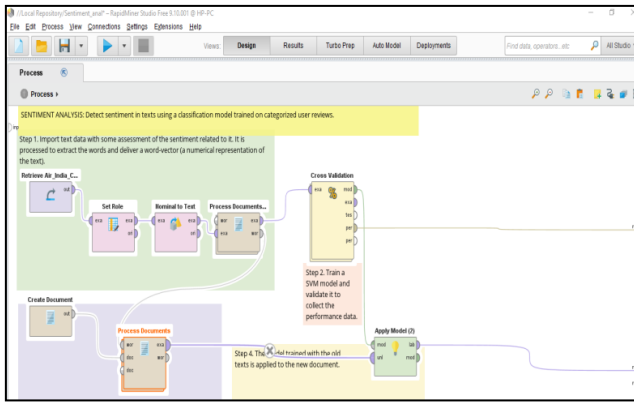 //Local Repository/Sentiment_anal* – RapidMiner Studio Free 9.10.001 @ HP-PC
File Edit Process View Connections Settings Extensions Help
Views: Design Results Turbo Prep Auto Model Deployments
Find data, operators...etc
All Studio
Process
Process
SENTIMENT ANALYSIS: Detect sentiment in texts using a classification model trained on categorized user reviews.
Step 1. Import text data with some assessment of the sentiment related to it. It is
processed to extract the words and deliver a word-vector (a numerical representation of
the text).
Retrieve Air_India_C...
out
Set Role
exa exa
ori
Nominal to Text
exa exa
ori
Process Documents...
wor exa
exa wor
Cross Validation
exa mod
exa
tes
per
per
Step 2. Train a
SVM model and
validate it to
collect the
performance data.
Create Document
out
Process Documents
wor exa
doc wor
doc
Step 4. The model trained with the old
texts is applied to the new document.
Apply Model (2)
mod lab
unl mod